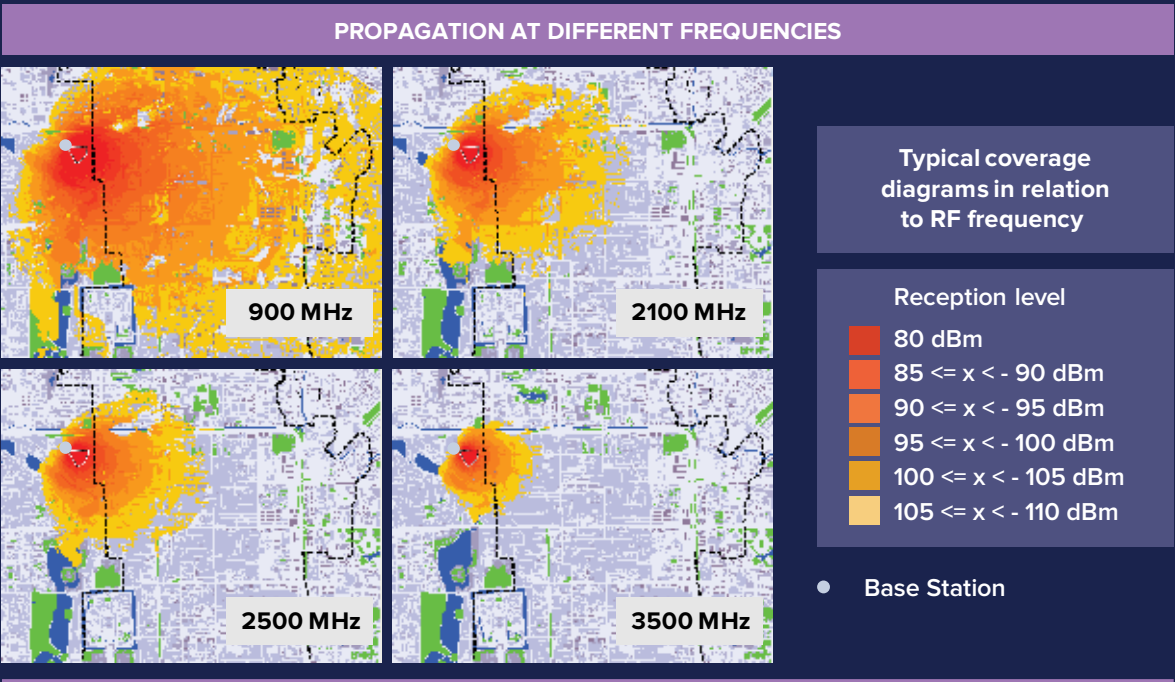 PROPAGATION AT DIFFERENT FREQUENCIES
900 MHz
2100 MHz
2500 MHz
3500 MHz
Typical coverage
diagrams in relation
to RF frequency
Reception level
80 dBm
85 <= x < - 90 dBm
90 <= x < - 95 dBm
95 <= x < - 100 dBm
100 <= x < - 105 dBm
105 <= x < - 110 dBm
Base Station